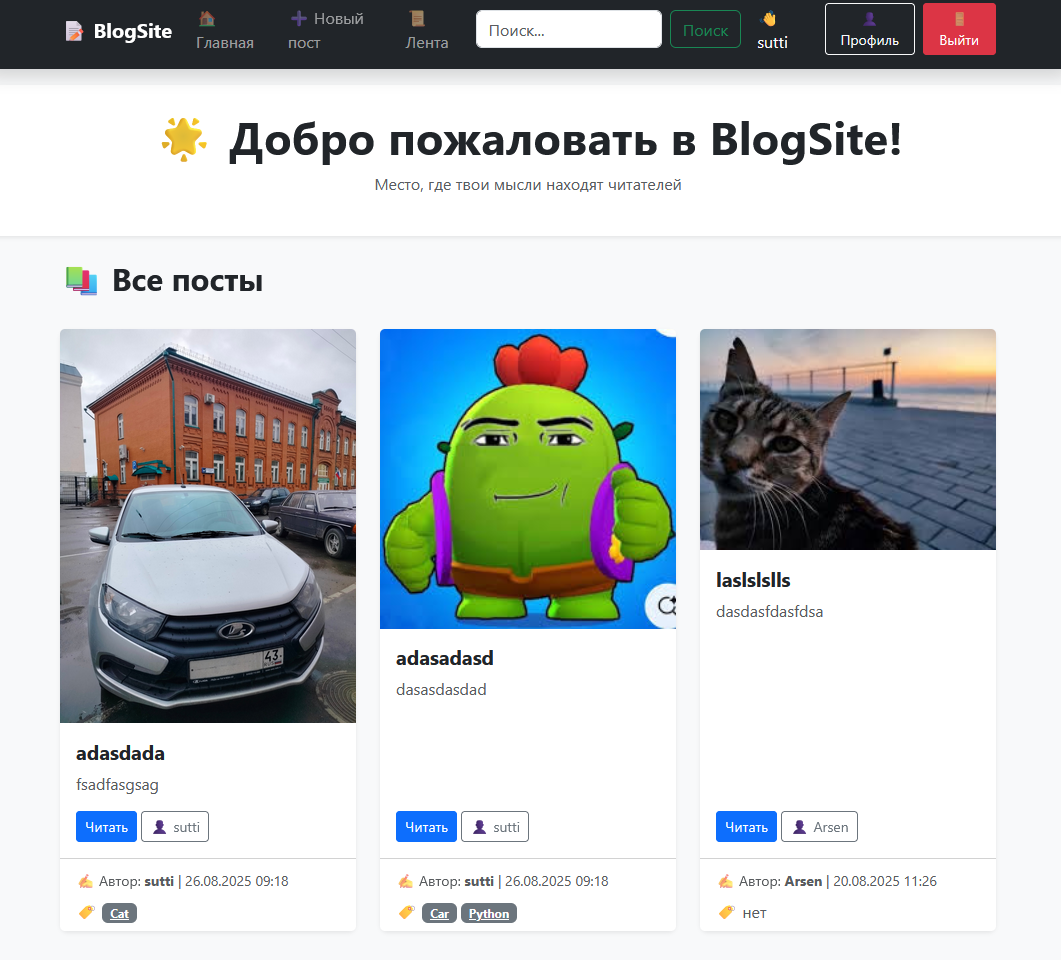 BlogSite
Главная
Новый
пост
Лента
Поиск...
Поиск
sutti
Профиль
Выйти
Добро пожаловать в BlogSite!
Место, где твои мысли находят читателей
Все посты
43
adasdada
fsadfasgsag
Читать sutti
Автор: sutti | 26.08.2025 09:18
Cat
adasadasd
dasasdasdad
Читать sutti
Автор: sutti | 26.08.2025 09:18
Car Python
laslslslls
dasdasfdasfdsa
Читать Arsen
Автор: Arsen | 20.08.2025 11:26
нет